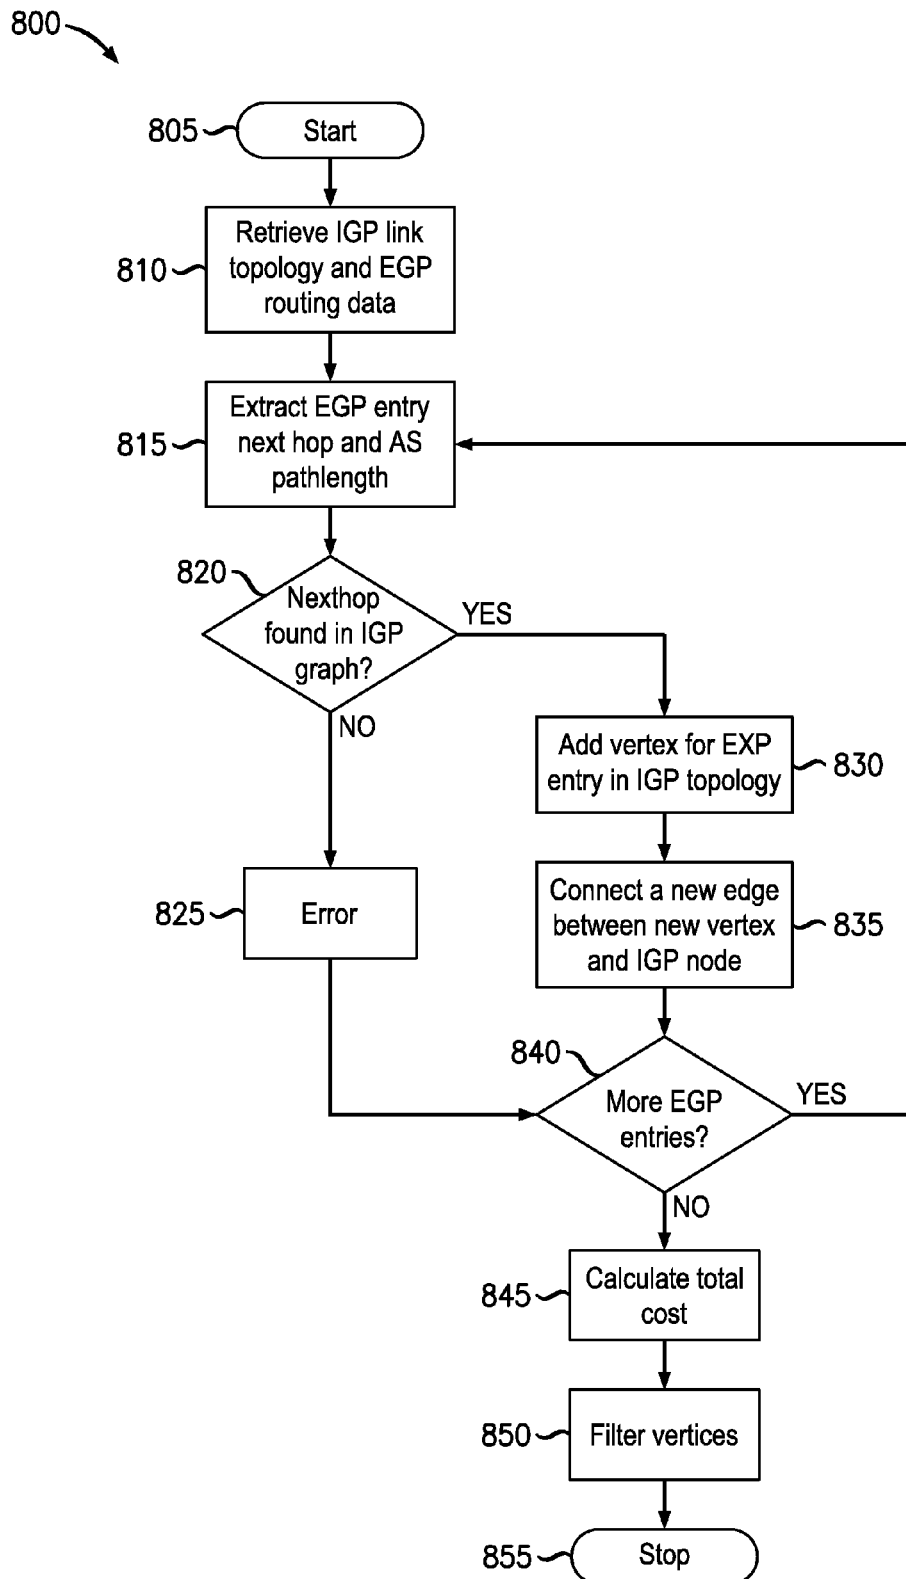 800
805
Start
810
Retrieve IGP link
topology and EGP
routing data
815
Extract EGP entry
next hop and AS
pathlength
820
Nexthop
found in IGP
graph?
YES
NO
Add vertex for EXP
entry in IGP topology
830
825
Error
Connect a new edge
between new vertex
and IGP node
835
840
More EGP
entries?
YES
NO
845
Calculate total
cost
850
Filter vertices
855
Stop